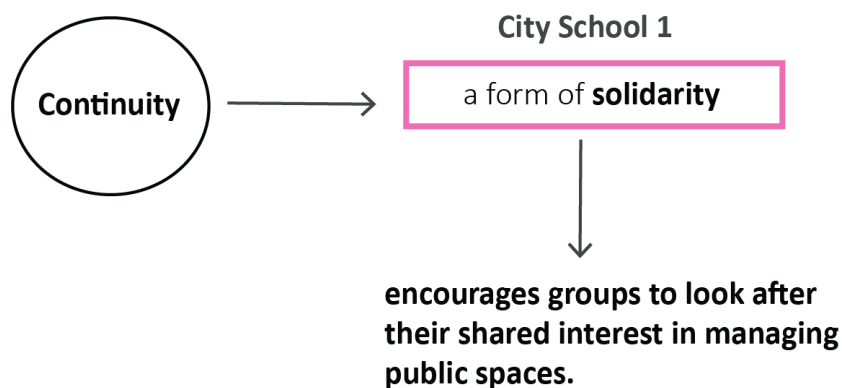 City School 1
Continuity
a form of solidarity
encourages groups to look after
their shared interest in managing
public spaces.